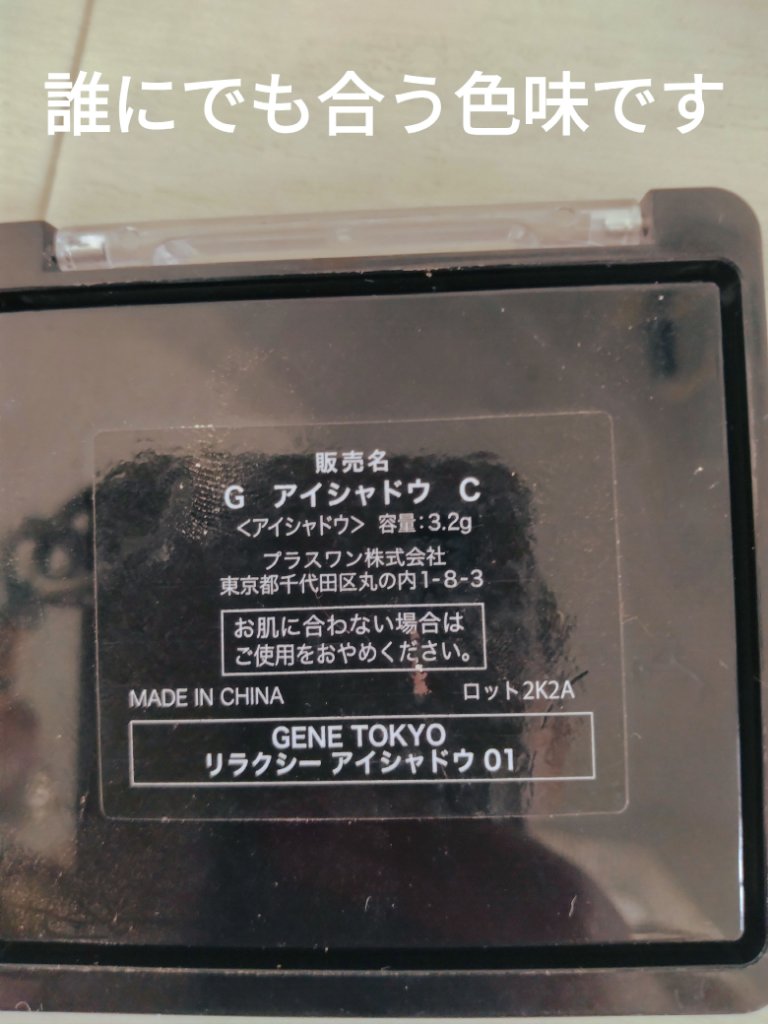 誰にでも合う色味です
販売名
G アイシャドウ C
<アイシャドウ> 容量:3.2g
プラスワン株式会社
東京都千代田区丸の内1-8-3
お肌に合わない場合は
ご使用をおやめください。
MADE IN CHINA ロット2K2A
GENE TOKYO
リラクシー アイシャドウ 01